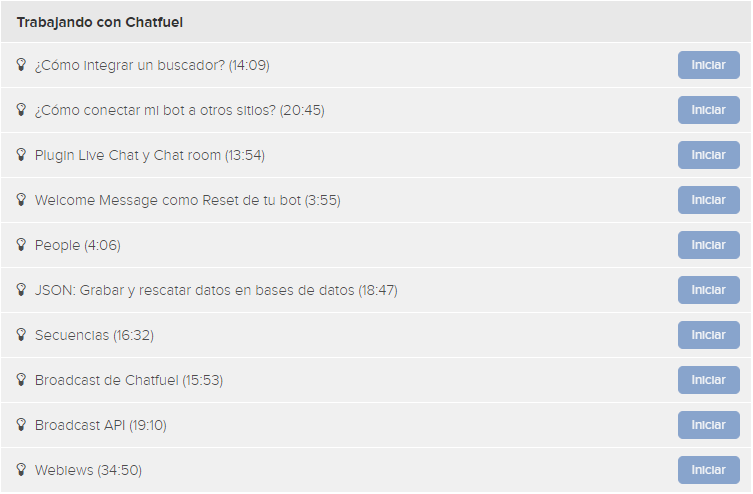 Trabajando con Chatfuel
¿Cómo integrar un buscador? (14:09) Iniciar
¿Cómo conectar mi bot a otros sitios? (20:45) Iniciar
Plugin Live Chat y Chat room (13:54) Iniciar
Welcome Message como Reset de tu bot (3:55) Iniciar
People (4:06) Iniciar
JSON: Grabar y rescatar datos en bases de datos (18:47) Iniciar
Secuencias (16:32) Iniciar
Broadcast de Chatfuel (15:53) Iniciar
Broadcast API (19:10) Iniciar
Webiews (34:50) Iniciar